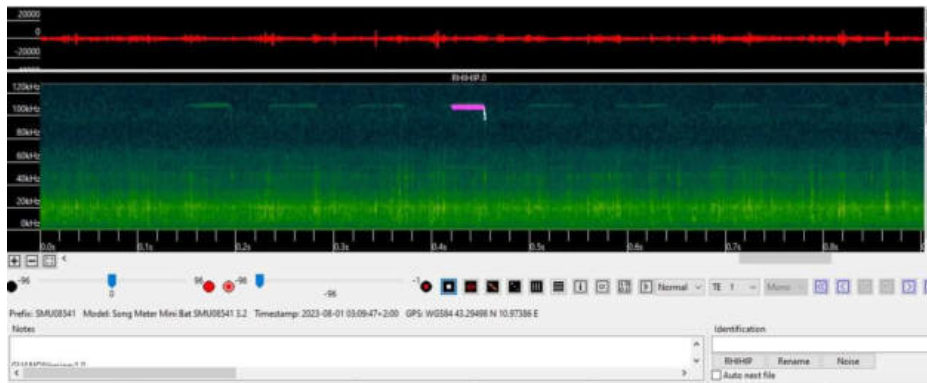 20000
0
-20000
RHIHIP.0
120kHz
100kHz
80kHz
60kHz
40kHz
20kHz
0kHz
0.0s 0.1s 0.2s 0.3s 0.4s 0.5s 0.6s 0.7s 0.8s
-96 0 96 -96 -96 -1 Normal TE 1 Mono
Prefix: SMU08341 Model: Song Meter Mini Bat SMU08541 3.2 Timestamp: 2023-08-01 03:09:47+2:00 GPS: WGS84 43.29498 N 10.97386 E
Notes Identification
RHIHIP Rename Noise
Auto next file